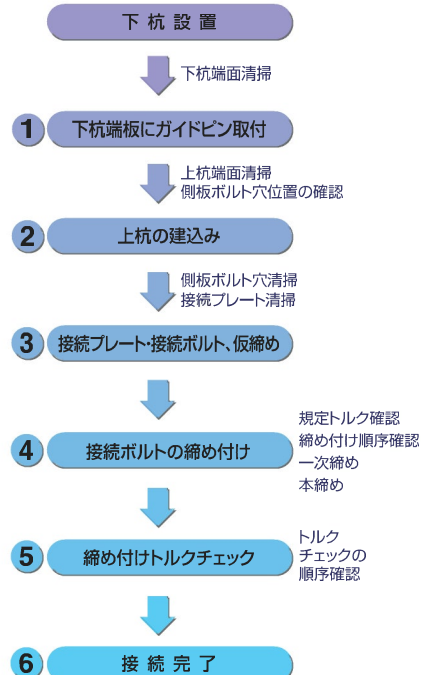 下杭設置
下杭端面清掃
1 下杭端板にガイドピン取付
上杭端面清掃
側板ボルト穴位置の確認
2 上杭の建込み
側板ボルト穴清掃
接続プレート清掃
3 接続プレート・接続ボルト、仮締め
4 接続ボルトの締め付け
規定トルク確認
締め付け順序確認
一次締め
本締め
5 締め付けトルクチェック
トルク
チェックの
順序確認
6 接続完了